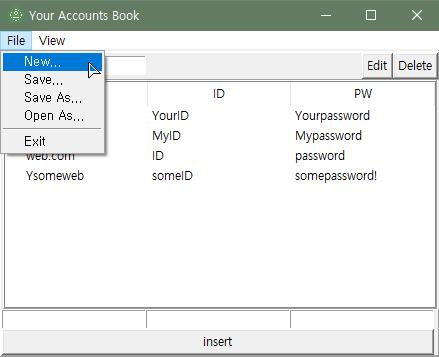 Your Accounts Book
File View
New...
Edit Delete
Save...
Save As...
ID PW
Open As...
YourID Yourpassword
Exit
MyID Mypassword
web.com ID password
Ysomeweb someID somepassword!
insert